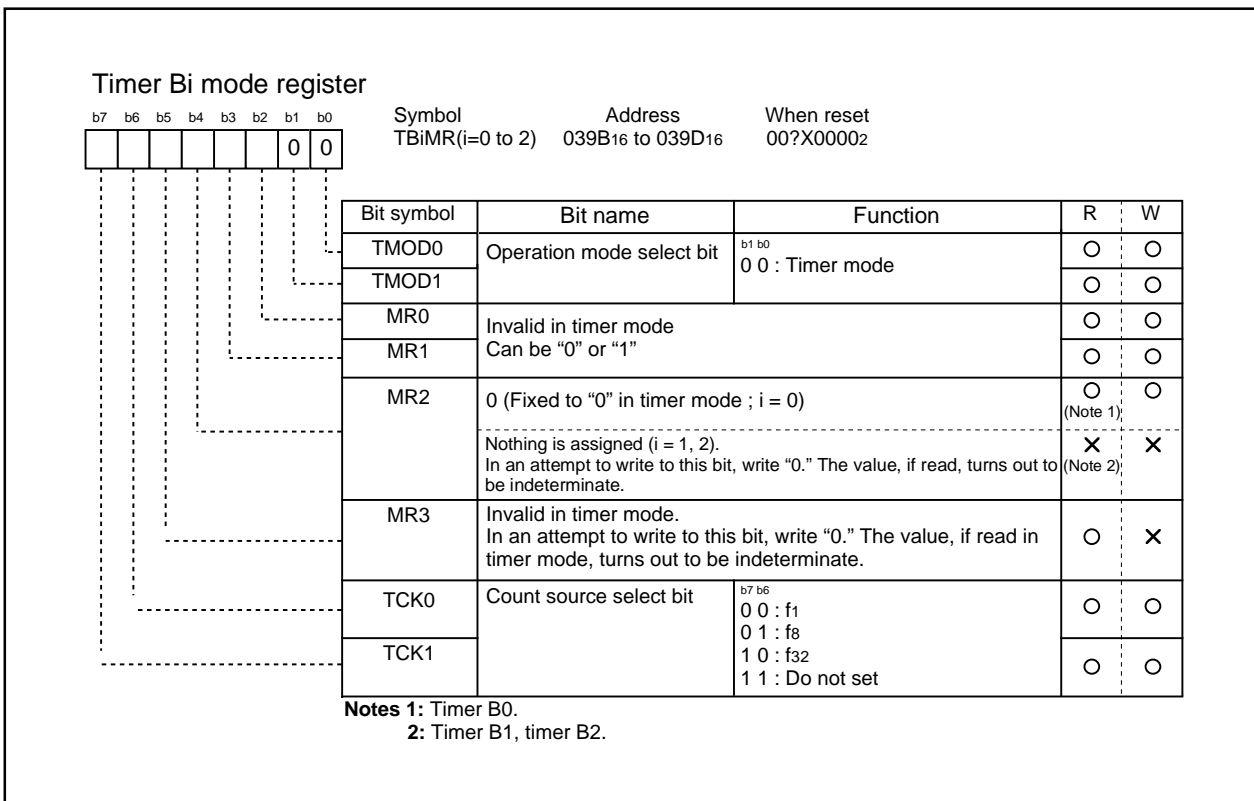 Timer Bi mode register
b7 b6 b5 b4 b3 b2 b1 b0
0 0
Symbol Address When reset
TBiMR(i=0 to 2) 039B16 to 039D16 00?X00002
Bit symbol Bit name Function R W
TMOD0 Operation mode select bit b1 b0
0 0 : Timer mode
TMOD1
MR0 Invalid in timer mode
MR1 Can be “0” or “1”
MR2 0 (Fixed to “0” in timer mode ; i = 0) (Note 1)
Nothing is assigned (i = 1, 2).
In an attempt to write to this bit, write “0.” The value, if read, turns out to (Note 2)
be indeterminate.
MR3 Invalid in timer mode.
In an attempt to write to this bit, write “0.” The value, if read in
timer mode, turns out to be indeterminate.
TCK0 Count source select bit b7 b6
0 0 : f1
0 1 : f8
TCK1 1 0 : f32
1 1 : Do not set
Notes 1: Timer B0.
2: Timer B1, timer B2.